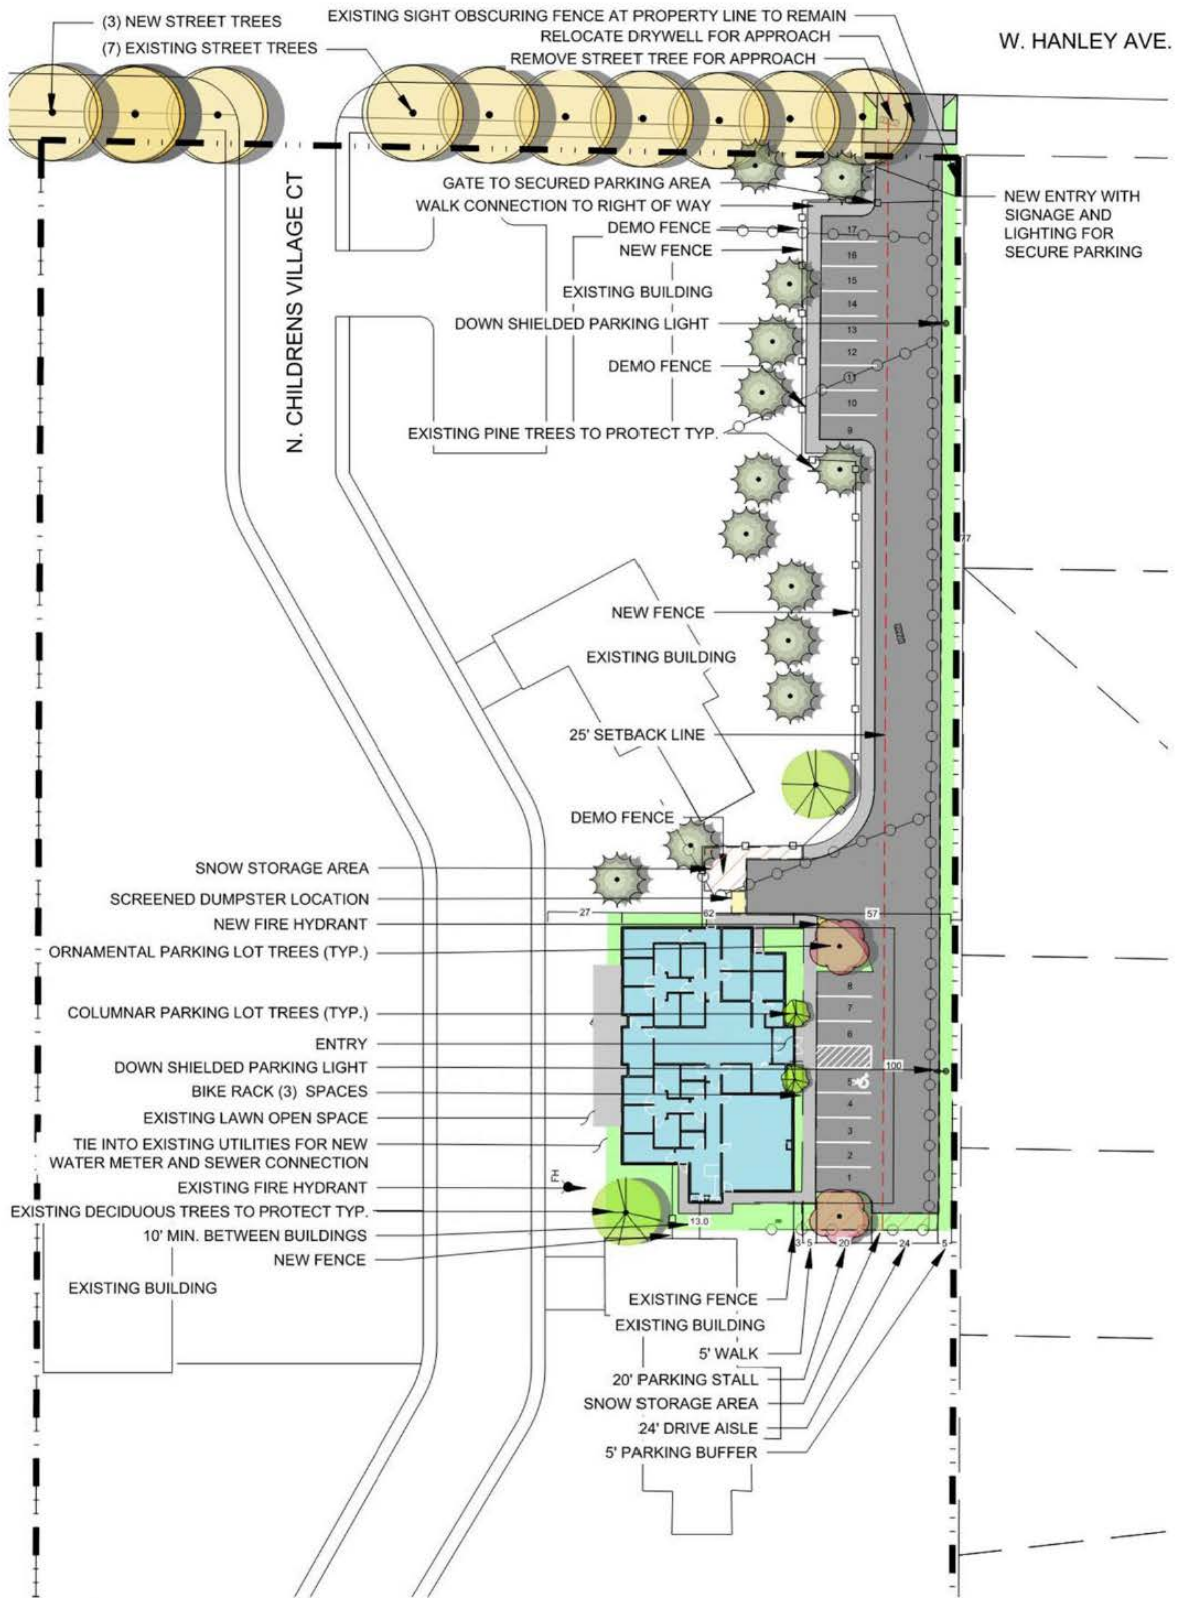 (3) NEW STREET TREES
(7) EXISTING STREET TREES
EXISTING SIGHT OBSCURING FENCE AT PROPERTY LINE TO REMAIN
RELOCATE DRYWELL FOR APPROACH
REMOVE STREET TREE FOR APPROACH
W. HANLEY AVE.
N. CHILDRENS VILLAGE CT
GATE TO SECURED PARKING AREA
WALK CONNECTION TO RIGHT OF WAY
DEMO FENCE
NEW FENCE
EXISTING BUILDING
DOWN SHIELDED PARKING LIGHT
DEMO FENCE
EXISTING PINE TREES TO PROTECT TYP.
NEW ENTRY WITH
SIGNAGE AND
LIGHTING FOR
SECURE PARKING
17
16
15
14
13
12
11
10
9
77
NEW FENCE
EXISTING BUILDING
25' SETBACK LINE
DEMO FENCE
SNOW STORAGE AREA
SCREENED DUMPSTER LOCATION
NEW FIRE HYDRANT
ORNAMENTAL PARKING LOT TREES (TYP.)
27
62
57
COLUMNAR PARKING LOT TREES (TYP.)
ENTRY
DOWN SHIELDED PARKING LIGHT
BIKE RACK (3) SPACES
EXISTING LAWN OPEN SPACE
TIE INTO EXISTING UTILITIES FOR NEW
WATER METER AND SEWER CONNECTION
EXISTING FIRE HYDRANT
EXISTING DECIDUOUS TREES TO PROTECT TYP.
10' MIN. BETWEEN BUILDINGS
NEW FENCE
8
7
6
5
4
3
2
1
100
FH
13.0
3
5
20
24
5
EXISTING BUILDING
EXISTING FENCE
EXISTING BUILDING
5' WALK
20' PARKING STALL
SNOW STORAGE AREA
24' DRIVE AISLE
5' PARKING BUFFER